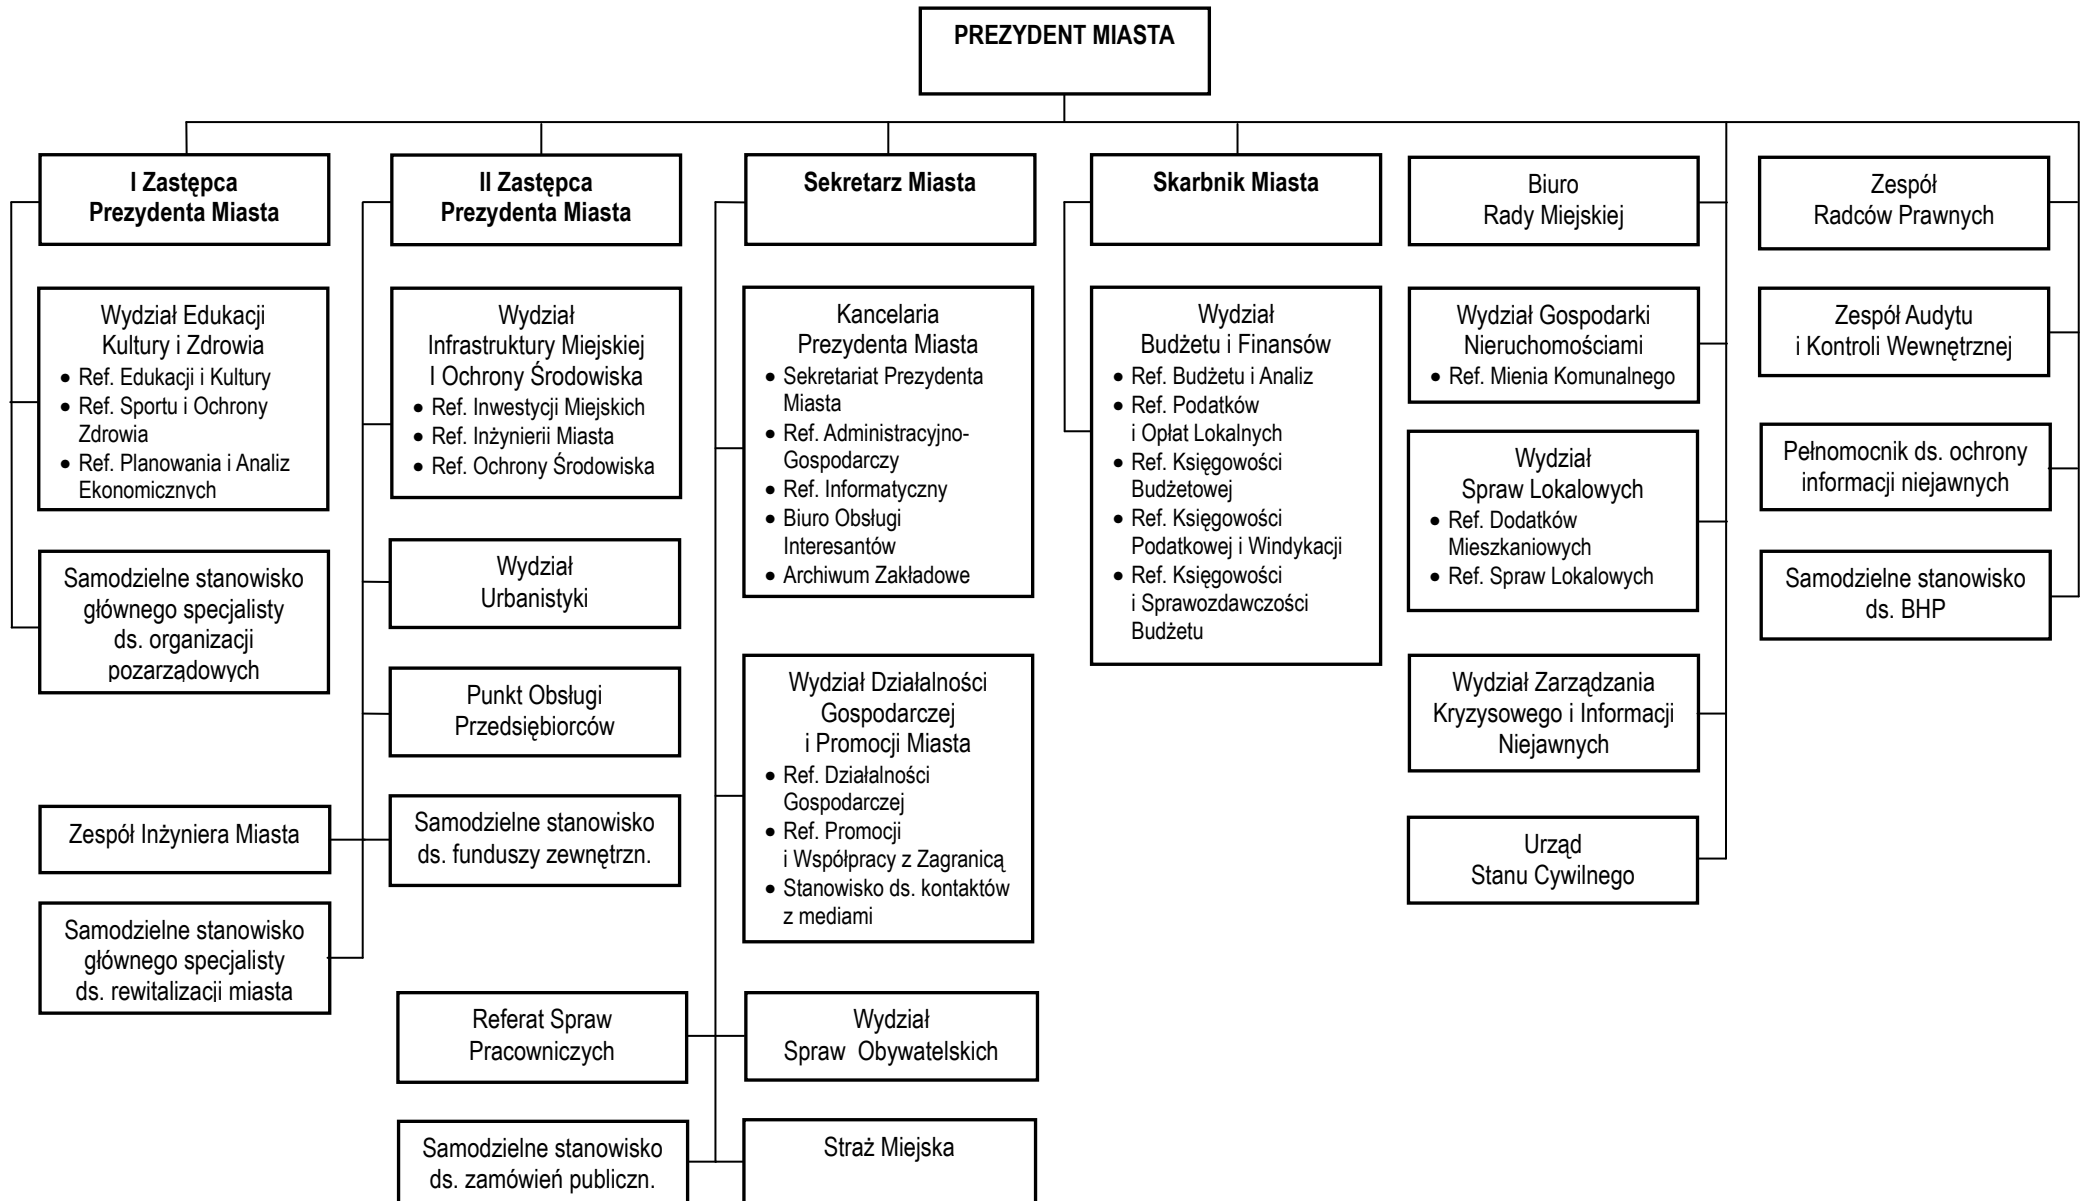 PREZYDENT MIASTA
I Zastępca
Prezydenta Miasta
II Zastępca
Prezydenta Miasta
Sekretarz Miasta
Skarbnik Miasta
Biuro
Rady Miejskiej
Zespół
Radców Prawnych
Wydział Edukacji
Kultury i Zdrowia
• Ref. Edukacji i Kultury
• Ref. Sportu i Ochrony
Zdrowia
• Ref. Planowania i Analiz
Ekonomicznych
Wydział
Infrastruktury Miejskiej
I Ochrony Środowiska
• Ref. Inwestycji Miejskich
• Ref. Inżynierii Miasta
• Ref. Ochrony Środowiska
Kancelaria
Prezydenta Miasta
• Sekretariat Prezydenta
Miasta
• Ref. Administracyjno-
Gospodarczy
• Ref. Informatyczny
• Biuro Obsługi
Interesantów
• Archiwum Zakładowe
Wydział
Budżetu i Finansów
• Ref. Budżetu i Analiz
• Ref. Podatków
i Opłat Lokalnych
• Ref. Księgowości
Budżetowej
• Ref. Księgowości
Podatkowej i Windykacji
• Ref. Księgowości
i Sprawozdawczości
Budżetu
Wydział Gospodarki
Nieruchomościami
• Ref. Mienia Komunalnego
Zespół Audytu
i Kontroli Wewnętrznej
Wydział
Spraw Lokalowych
• Ref. Dodatków
Mieszkaniowych
• Ref. Spraw Lokalowych
Pełnomocnik ds. ochrony
informacji niejawnych
Samodzielne stanowisko
głównego specjalisty
ds. organizacji
pozarządowych
Wydział
Urbanistyki
Samodzielne stanowisko
ds. BHP
Punkt Obsługi
Przedsiębiorców
Wydział Działalności
Gospodarczej
i Promocji Miasta
• Ref. Działalności
Gospodarczej
• Ref. Promocji
i Współpracy z Zagranicą
• Stanowisko ds. kontaktów
z mediami
Wydział Zarządzania
Kryzysowego i Informacji
Niejawnych
Zespół Inżyniera Miasta
Samodzielne stanowisko
ds. funduszy zewnętrzn.
Urząd
Stanu Cywilnego
Samodzielne stanowisko
głównego specjalisty
ds. rewitalizacji miasta
Referat Spraw
Pracowniczych
Wydział
Spraw Obywatelskich
Samodzielne stanowisko
ds. zamówień publiczn.
Straż Miejska